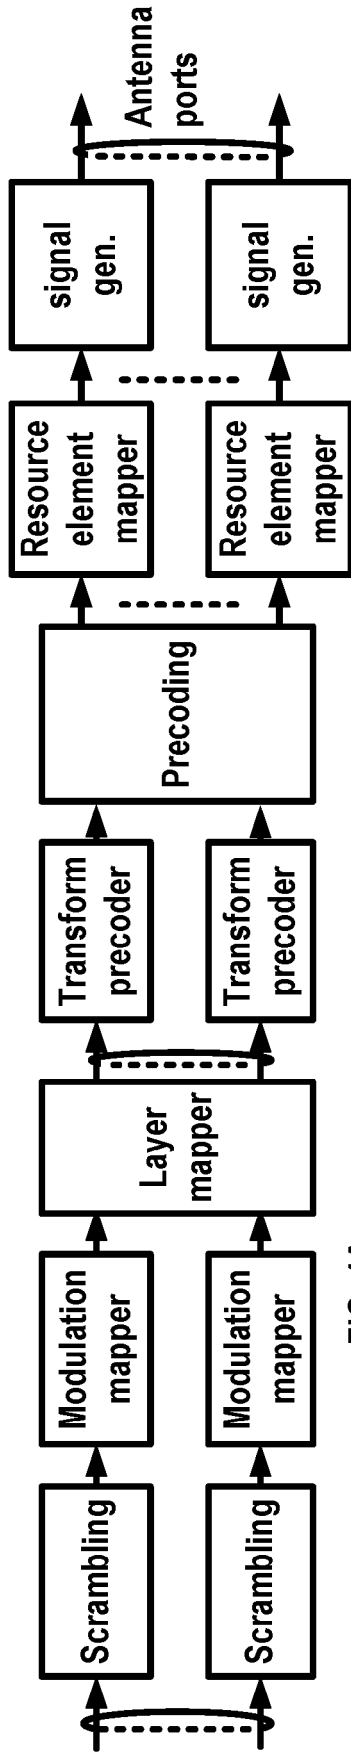 Scrambling
Modulation
mapper
Layer
mapper
Transform
precoder
Precoding
Resource
element
mapper
signal
gen.
Antenna
ports
Scrambling
Modulation
mapper
Transform
precoder
Resource
element
mapper
signal
gen.